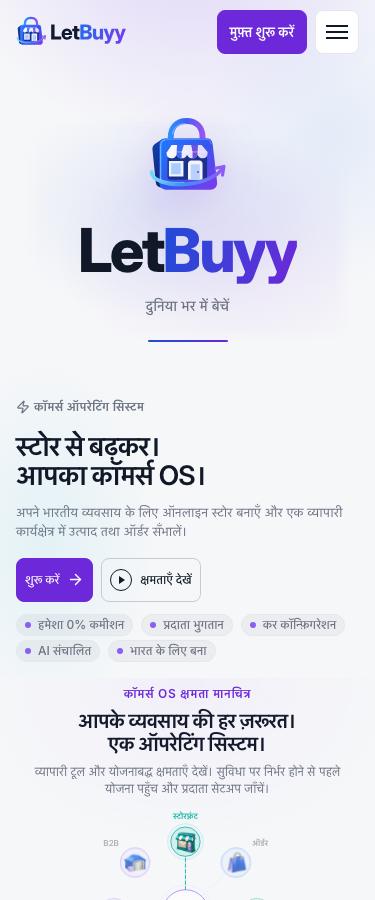 LetBuyy
मुफ़्त शुरू करें
LetBuyy
दुनिया भर में बेचें
कॉमर्स ऑपरेटिंग सिस्टम
स्टोर से बढ़कर।
आपका कॉमर्स OS।
अपने भारतीय व्यवसाय के लिए ऑनलाइन स्टोर बनाएँ और एक व्यापारी
कार्यक्षेत्र में उत्पाद तथा ऑर्डर सँभालें।
शुरू करें
क्षमताएँ देखें
हमेशा 0% कमीशन
प्रदाता भुगतान
कर कॉन्फ़िगरेशन
AI संचालित
भारत के लिए बना
कॉमर्स OS क्षमता मानचित्र
आपके व्यवसाय की हर ज़रूरत।
एक ऑपरेटिंग सिस्टम।
व्यापारी टूल और योजनाबद्ध क्षमताएँ देखें। सुविधा पर निर्भर होने से पहले
योजना पहुँच और प्रदाता सेटअप जाँचें।
स्टोरफ़्रंट
B2B
ऑर्डर